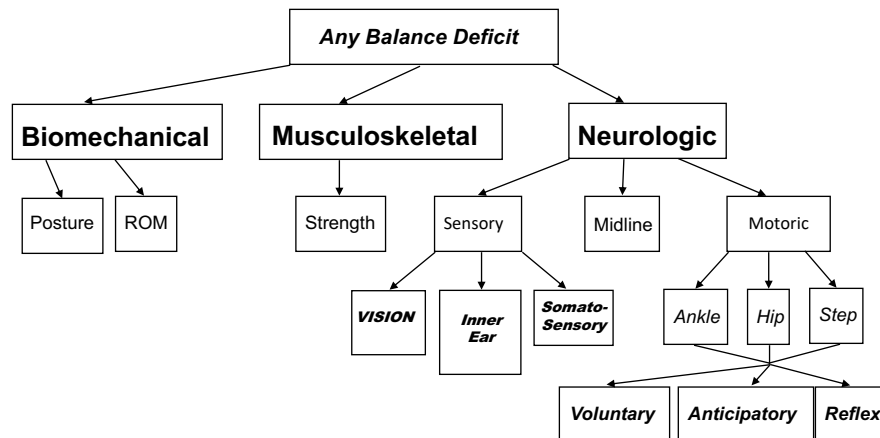 Any Balance Deficit
Biomechanical
Musculoskeletal
Neurologic
Posture
ROM
Strength
Sensory
Midline
Motoric
VISION
Inner
Ear
Somato-
Sensory
Ankle
Hip
Step
Voluntary
Anticipatory
Reflex